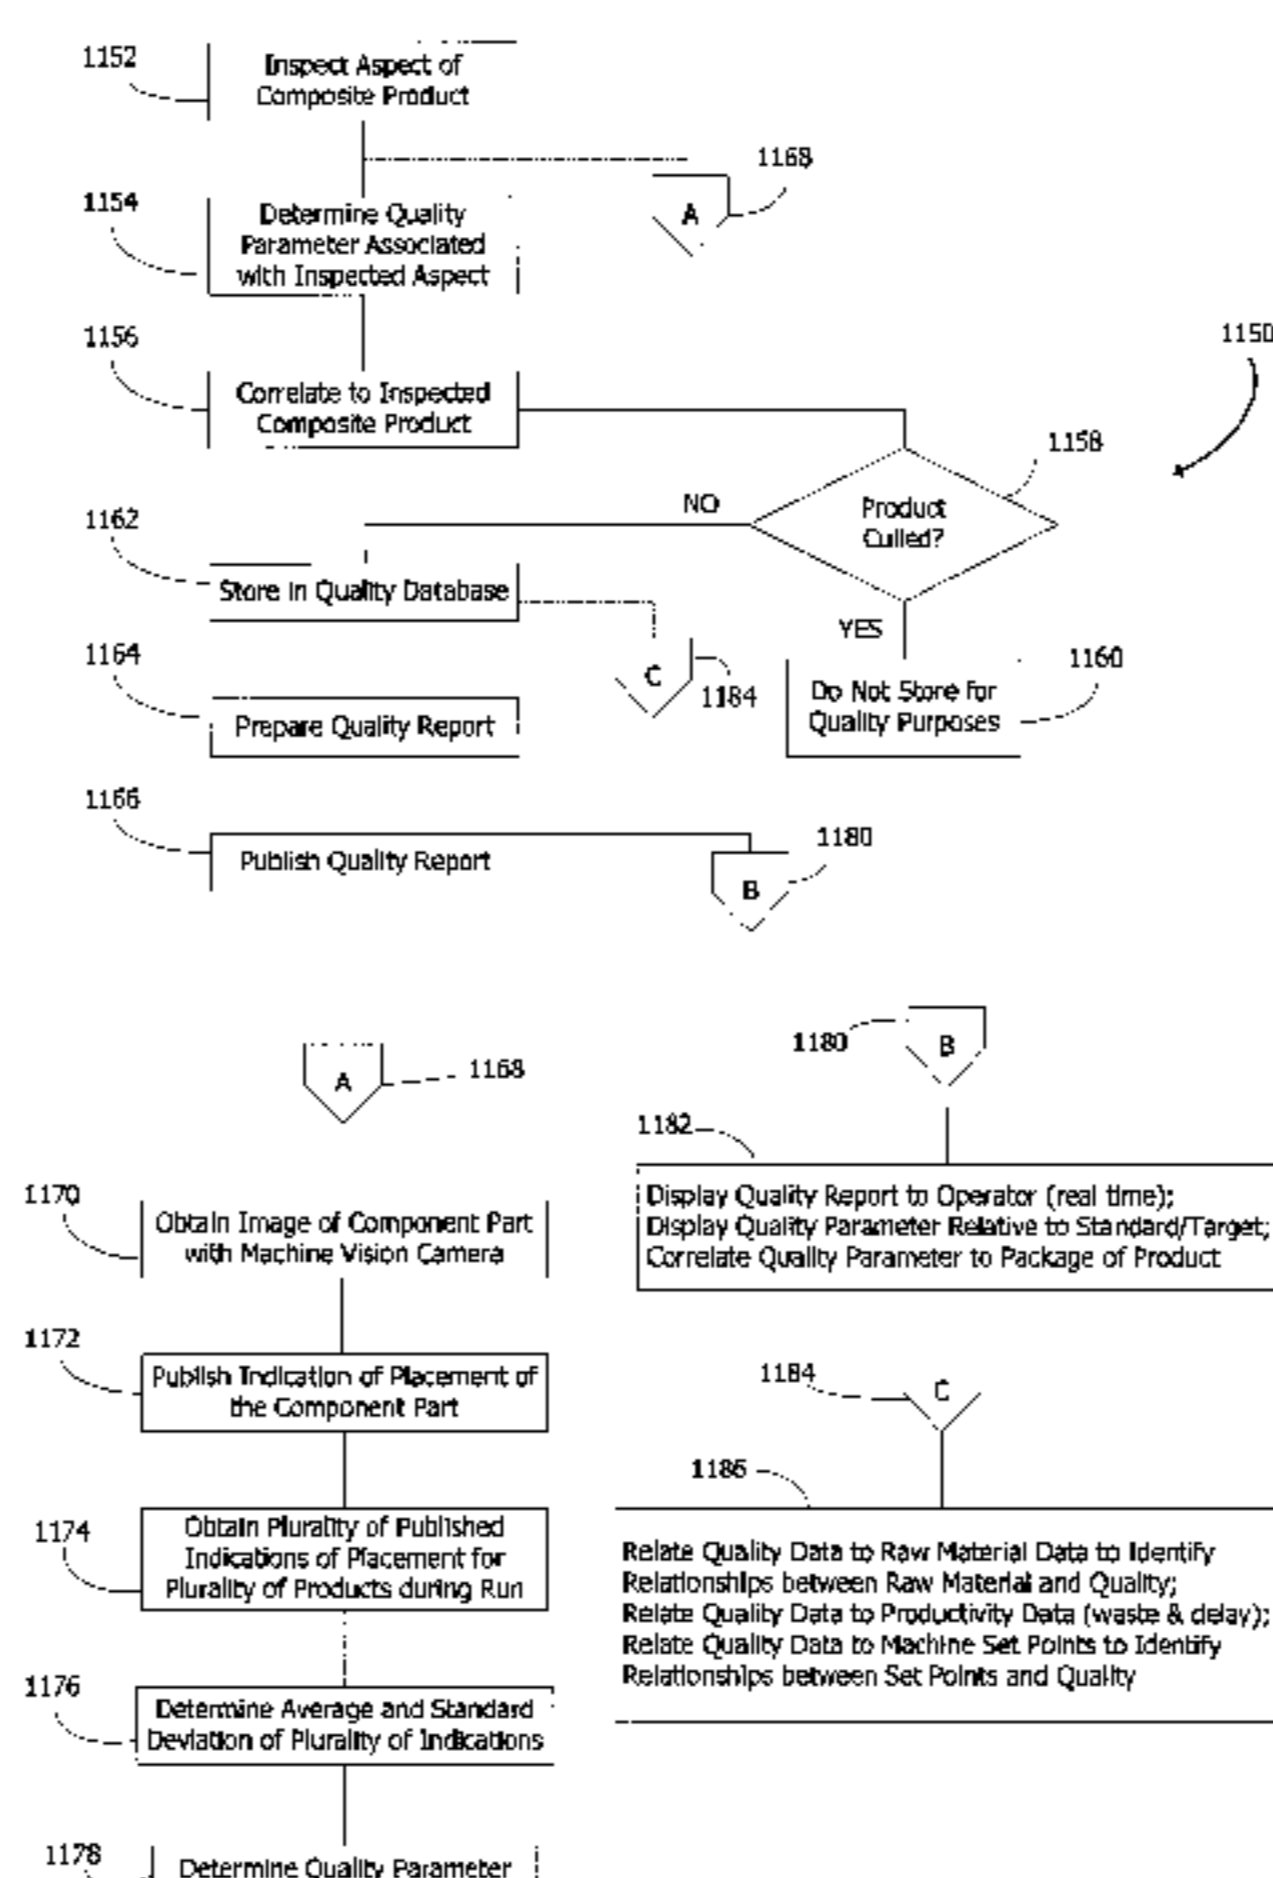 1152
Inspect Aspect of
Composite Product
1168
A
1154
Determine Quality
Parameter Associated
with Inspected Aspect
1156
Correlate to Inspected
Composite Product
1150
1158
Product
Culled?
NO
YES
1162
Store in Quality Database
C
1184
1160
Do Not Store for
Quality Purposes
1164
Prepare Quality Report
1166
Publish Quality Report
1180
B
A
1168
1170
Obtain Image of Component Part
with Machine Vision Camera
1172
Publish Indication of Placement of
the Component Part
1174
Obtain Plurality of Published
Indications of Placement for
Plurality of Products during Run
1176
Determine Average and Standard
Deviation of Plurality of Indications
1178
Determine Quality Parameter
1180
B
1182
Display Quality Report to Operator (real time);
Display Quality Parameter Relative to Standard/Target;
Correlate Quality Parameter to Package of Product
1184
C
1186
Relate Quality Data to Raw Material Data to Identify
Relationships between Raw Material and Quality;
Relate Quality Data to Productivity Data (waste & delay);
Relate Quality Data to Machine Set Points to Identify
Relationships between Set Points and Quality